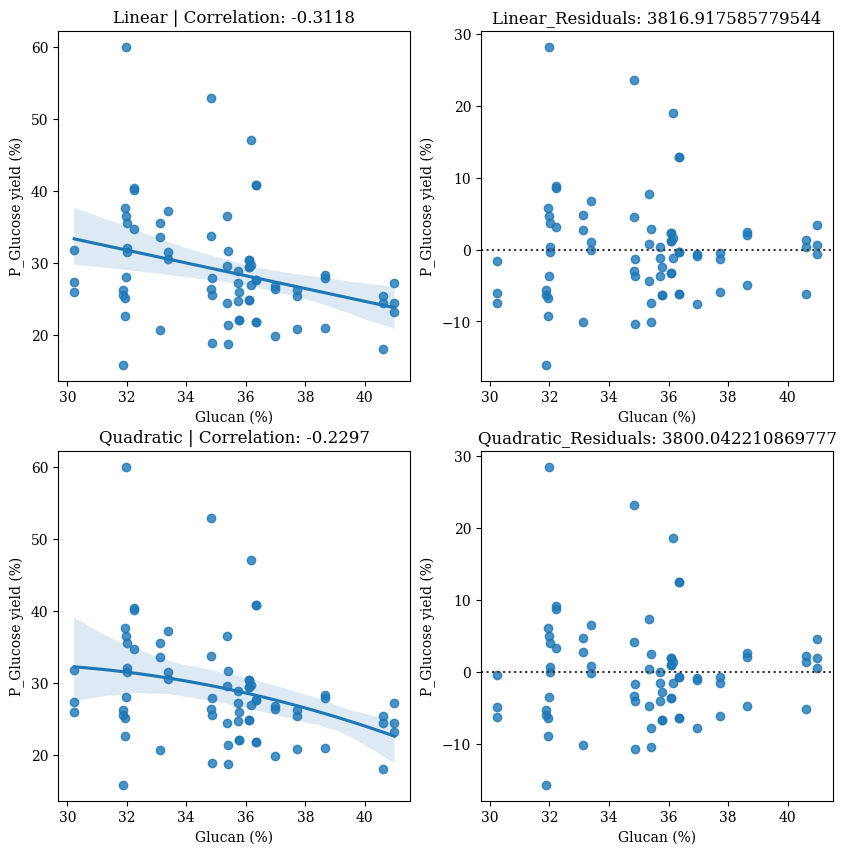 Linear | Correlation: -0.3118
Linear_Residuals: 3816.917585779544
60
50
40
30
20
P_Glucose yield (%)
30 32 34 36 38 40
Glucan (%)
30
20
10
0
−10
P_Glucose yield (%)
30 32 34 36 38 40
Glucan (%)
Quadratic | Correlation: -0.2297
Quadratic_Residuals: 3800.042210869777
60
50
40
30
20
P_Glucose yield (%)
30 32 34 36 38 40
Glucan (%)
30
20
10
0
−10
P_Glucose yield (%)
30 32 34 36 38 40
Glucan (%)